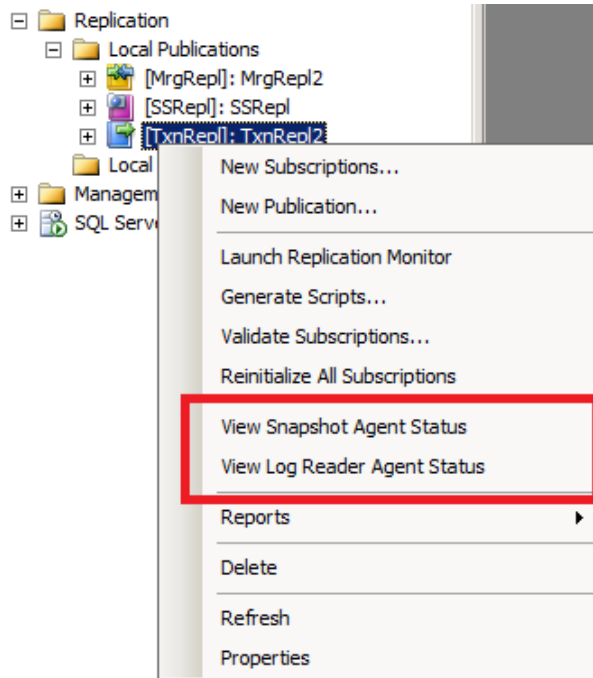 Replication
Local Publications
[MrgRepl]: MrgRepl2
[SSRepl]: SSRepl
[TxnRepl]: TxnRepl2
Local
Managem
SQL Serv
New Subscriptions...
New Publication...
Launch Replication Monitor
Generate Scripts...
Validate Subscriptions...
Reinitialize All Subscriptions
View Snapshot Agent Status
View Log Reader Agent Status
Reports
Delete
Refresh
Properties